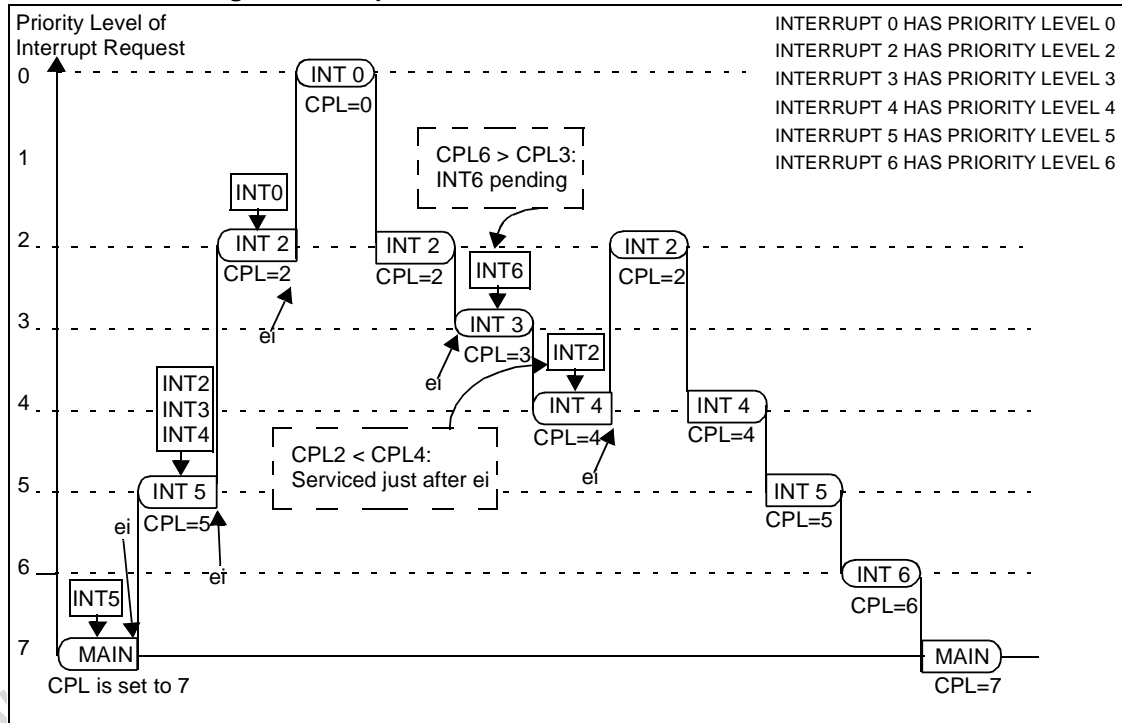 Priority Level of
Interrupt Request
INTERRUPT 0 HAS PRIORITY LEVEL 0
INTERRUPT 2 HAS PRIORITY LEVEL 2
INTERRUPT 3 HAS PRIORITY LEVEL 3
INTERRUPT 4 HAS PRIORITY LEVEL 4
INTERRUPT 5 HAS PRIORITY LEVEL 5
INTERRUPT 6 HAS PRIORITY LEVEL 6
0
INT 0
CPL=0
1
CPL6 > CPL3:
INT6 pending
INT0
2
INT 2
CPL=2
INT 2
CPL=2
INT6
INT 2
CPL=2
ei
3
INT 3
CPL=3
ei
INT2
INT2
INT3
INT4
4
INT 4
CPL=4
INT 4
CPL=4
CPL2 < CPL4:
Serviced just after ei
ei
5
INT 5
CPL=5
ei
ei
INT 5
CPL=5
6
INT 6
CPL=6
INT5
7
MAIN
CPL is set to 7
MAIN
CPL=7